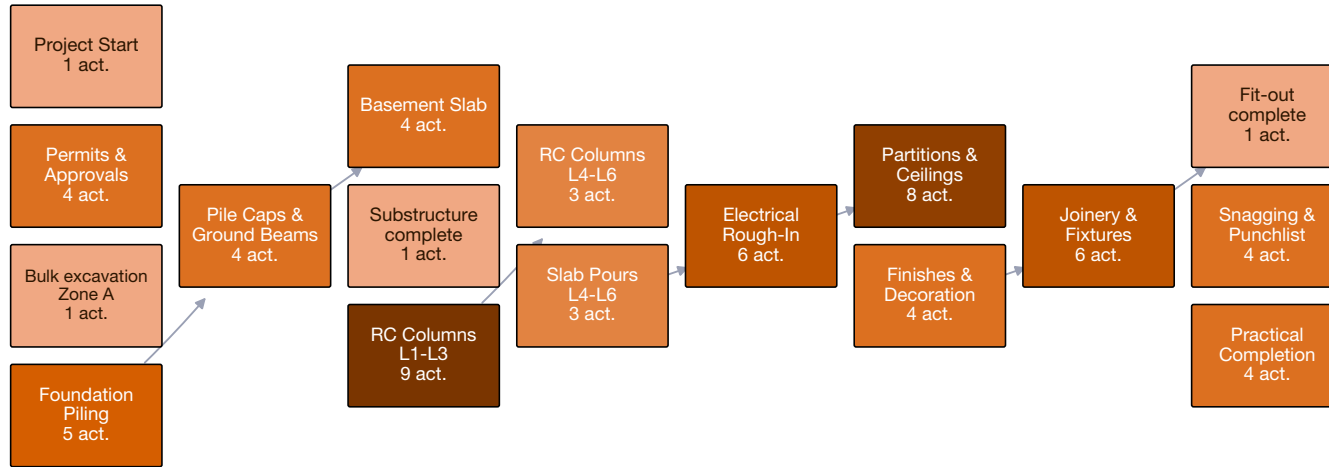 Project Start
1 act.
Permits &
Approvals
4 act.
Bulk excavation
Zone A
1 act.
Foundation
Piling
5 act.
Pile Caps &
Ground Beams
4 act.
Basement Slab
4 act.
Substructure
complete
1 act.
RC Columns
L1-L3
9 act.
RC Columns
L4-L6
3 act.
Slab Pours
L4-L6
3 act.
Electrical
Rough-In
6 act.
Partitions &
Ceilings
8 act.
Finishes &
Decoration
4 act.
Joinery &
Fixtures
6 act.
Fit-out
complete
1 act.
Snagging &
Punchlist
4 act.
Practical
Completion
4 act.